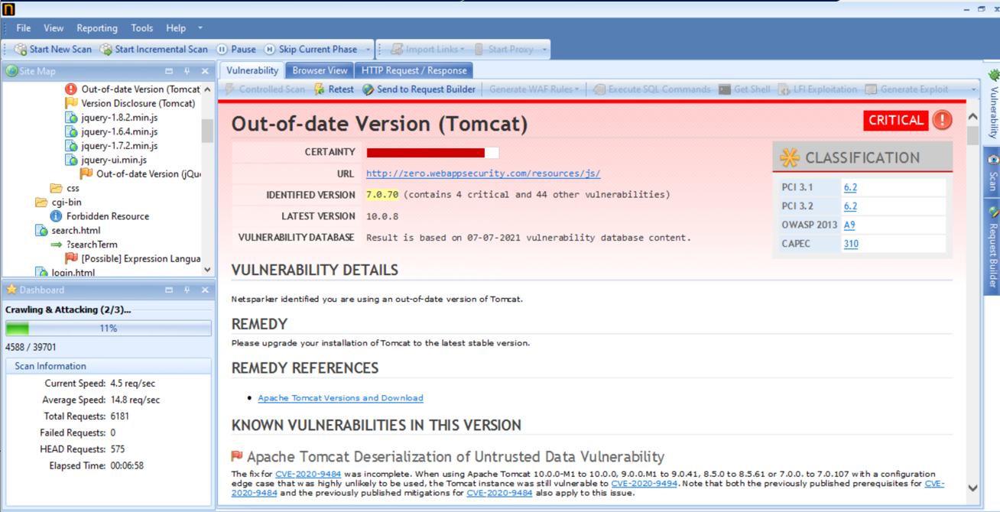 n
File View Reporting Tools Help
Start New Scan Start Incremental Scan Pause Skip Current Phase Import Links Start Proxy
Site Map
Out-of-date Version (Tomcat
Version Disclosure (Tomcat)
jquery-1.8.2.min.js
jquery-1.6.4.min.js
jquery-1.7.2.min.js
jquery-ui.min.js
Out-of-date Version (jQu
css
cgi-bin
Forbidden Resource
search.html
?searchTerm
[Possible] Expression Langua
login.html
Dashboard
Crawling & Attacking (2/3)...
11%
4588 / 39701
Scan Information
Current Speed: 4.5 req/sec
Average Speed: 14.8 req/sec
Total Requests: 6181
Failed Requests: 0
HEAD Requests: 575
Elapsed Time: 00:06:58
Vulnerability Browser View HTTP Request / Response
Controlled Scan Retest Send to Request Builder Generate WAF Rules Execute SQL Commands Get Shell LFI Exploitation Generate Exploit
Out-of-date Version (Tomcat)
CRITICAL
CERTAINTY
URL http://zero.webappsecurity.com/resources/js/
IDENTIFIED VERSION 7.0.70 (contains 4 critical and 44 other vulnerabilities)
LATEST VERSION 10.0.8
VULNERABILITY DATABASE Result is based on 07-07-2021 vulnerability database content.
CLASSIFICATION
PCI 3.1 6.2
PCI 3.2 6.2
OWASP 2013 A9
CAPEC 310
VULNERABILITY DETAILS
Netsparker identified you are using an out-of-date version of Tomcat.
REMEDY
Please upgrade your installation of Tomcat to the latest stable version.
REMEDY REFERENCES
Apache Tomcat Versions and Download
KNOWN VULNERABILITIES IN THIS VERSION
Apache Tomcat Deserialization of Untrusted Data Vulnerability
The fix for CVE-2020-9484 was incomplete. When using Apache Tomcat 10.0.0-M1 to 10.0.0, 9.0.0.M1 to 9.0.41, 8.5.0 to 8.5.61 or 7.0.0. to 7.0.107 with a configuration
edge case that was highly unlikely to be used, the Tomcat instance was still vulnerable to CVE-2020-9494. Note that both the previously published prerequisites for CVE-
2020-9484 and the previously published mitigations for CVE-2020-9484 also apply to this issue.
Vulnerability
Scan
Request Builder